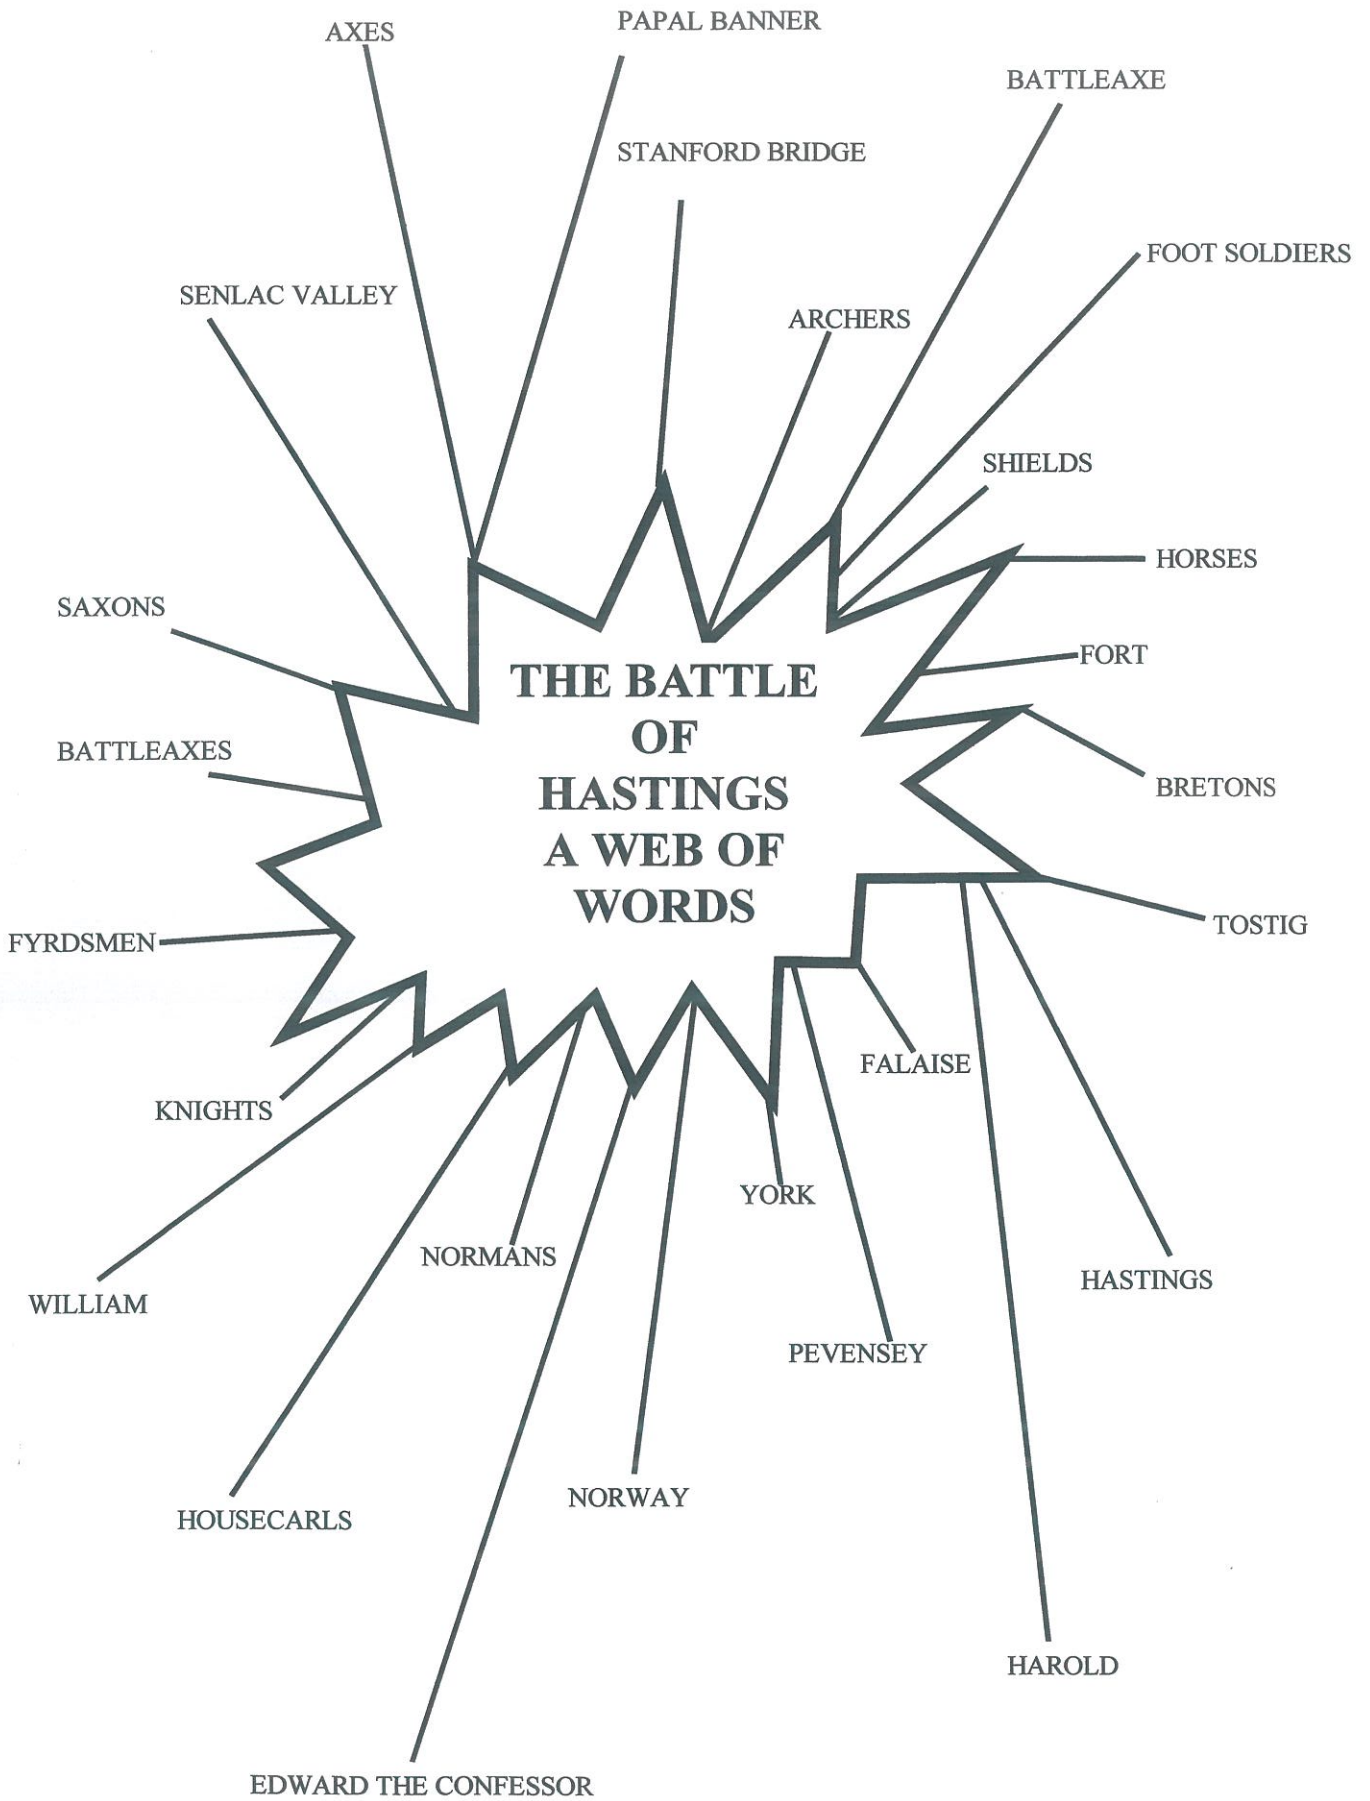 AXES
PAPAL BANNER
BATTLEAXE
STANFORD BRIDGE
FOOT SOLDIERS
SENLAC VALLEY
ARCHERS
SHIELDS
HORSES
SAXONS
FORT
THE BATTLE
OF
HASTINGS
A WEB OF
WORDS
BATTLEAXES
BRETONS
TOSTIG
FYRDSMEN
FALAISE
KNIGHTS
YORK
NORMANS
HASTINGS
WILLIAM
PEVENSEY
NORWAY
HOUSECARLS
HAROLD
EDWARD THE CONFESSOR